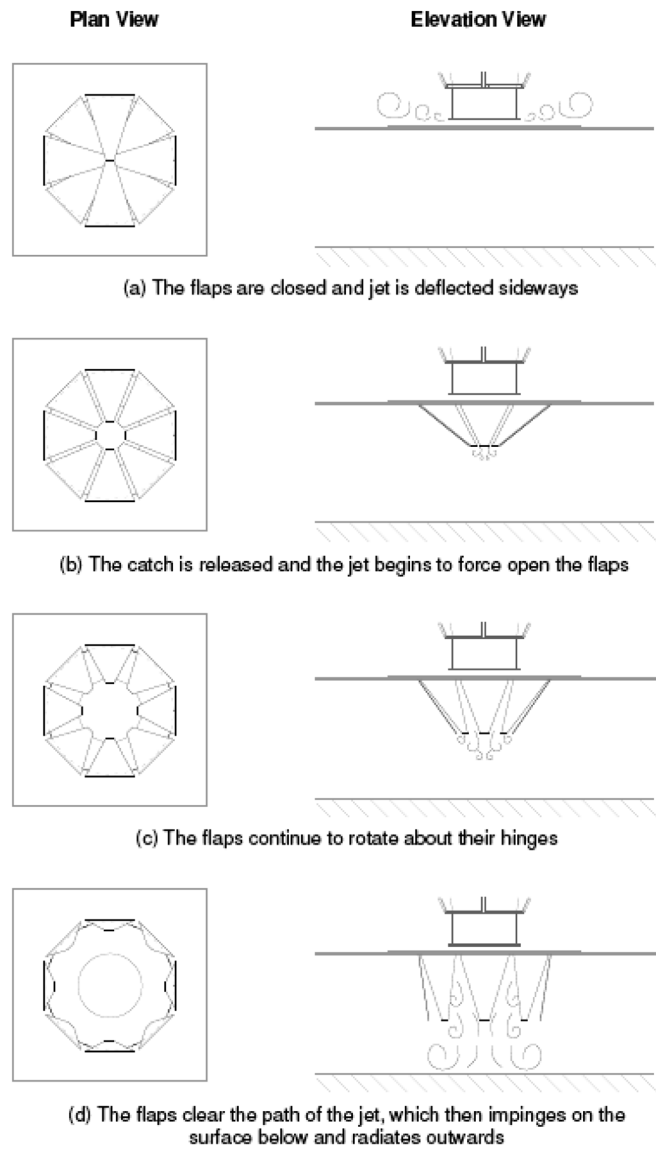 Plan View
Elevation View
(a) The flaps are closed and jet is deflected sideways
(b) The catch is released and the jet begins to force open the flaps
(c) The flaps continue to rotate about their hinges
(d) The flaps clear the path of the jet, which then impinges on the
surface below and radiates outwards